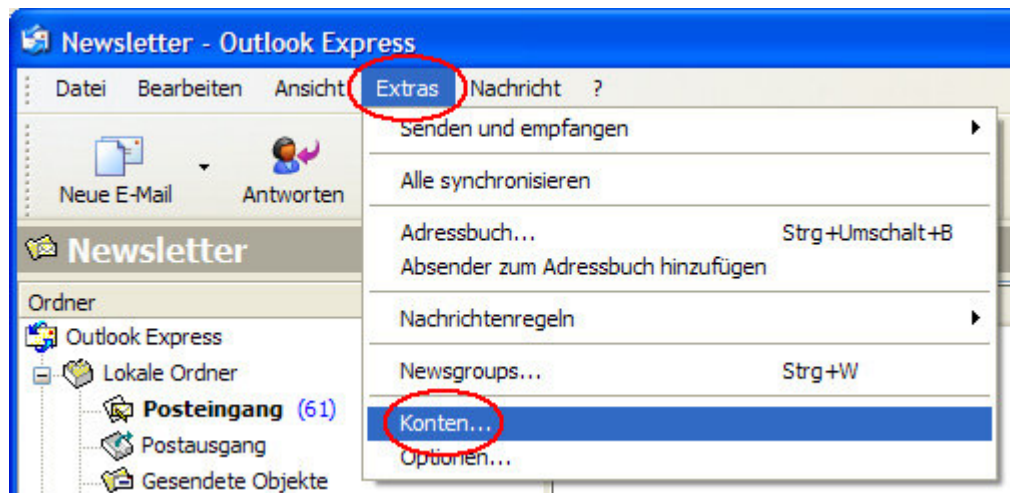 Newsletter - Outlook Express
Datei Bearbeiten Ansicht Extras Nachricht ?
Neue E-Mail Antworten
Newsletter
Ordner
Outlook Express
Lokale Ordner
Posteingang (61)
Postausgang
Gesendete Objekte
Senden und empfangen
Alle synchronisieren
Adressbuch... Strg+Umschalt+B
Absender zum Adressbuch hinzufügen
Nachrichtenregeln
Newsgroups... Strg+W
Konten...
Optionen...